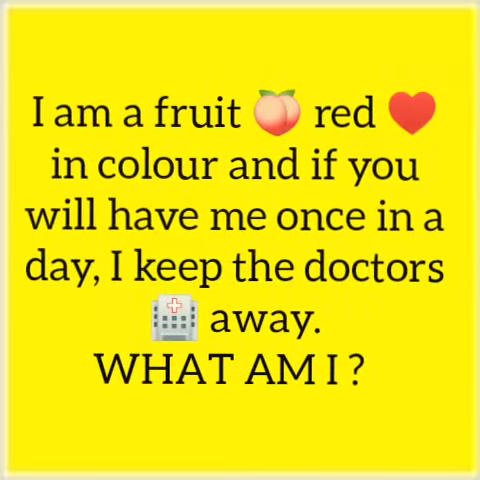 I am a fruit 🍑 red ♥️
in colour and if you
will have me once in a
day, I keep the doctors
🏥 away.
WHAT AM I ?